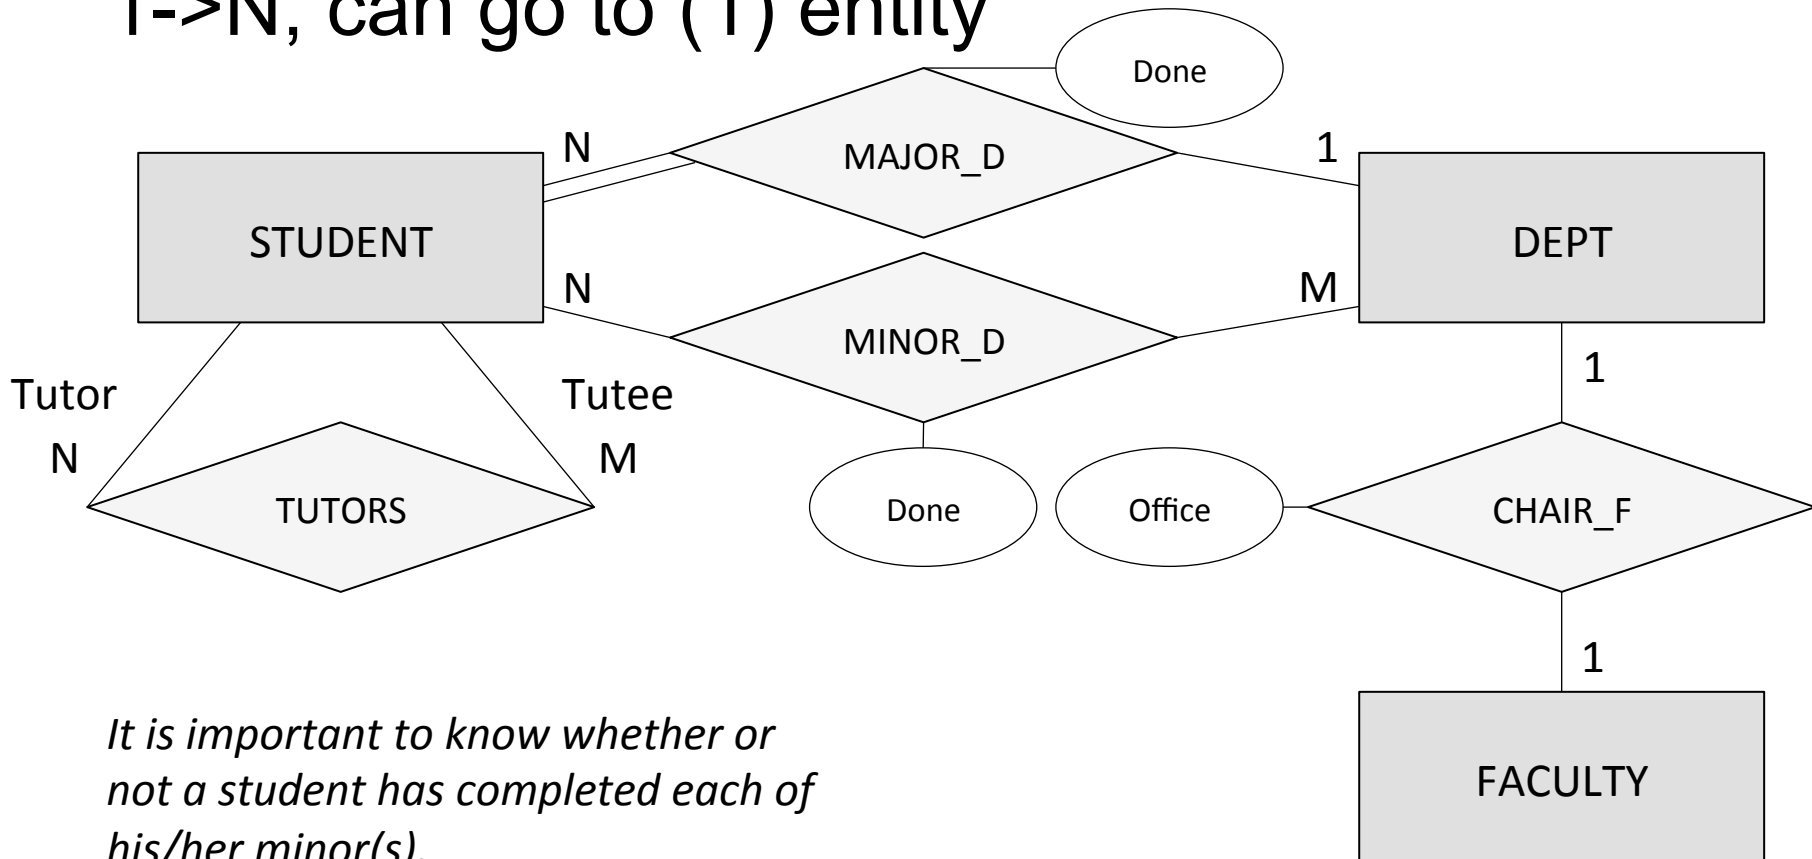 1->N, can go to (1) entity
Done
N
MAJOR_D
1
STUDENT
DEPT
N
MINOR_D
M
Tutor
Tutee
1
N
M
TUTORS
Done
Office
CHAIR_F
1
It is important to know whether or
not a student has completed each of
his/her minor(s).
FACULTY